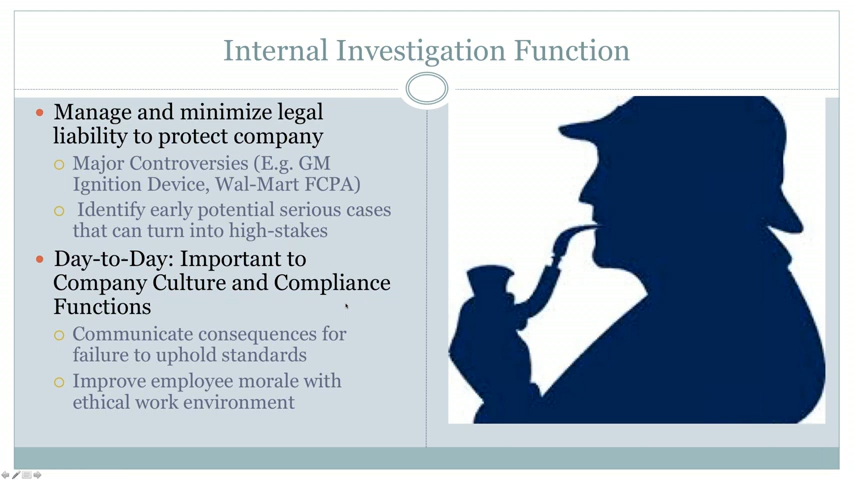 Internal Investigation Function
Manage and minimize legal
liability to protect company
Major Controversies (E.g. GM
Ignition Device, Wal-Mart FCPA)
Identify early potential serious cases
that can turn into high-stakes
Day-to-Day: Important to
Company Culture and Compliance
Functions
Communicate consequences for
failure to uphold standards
Improve employee morale with
ethical work environment